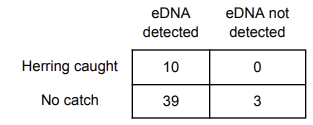 eDNA eDNA not
detected detected
Herring caught 10 0
No catch 39 3